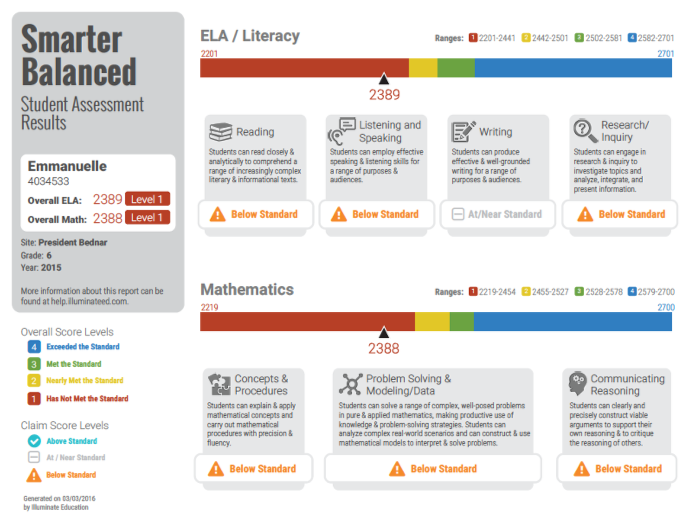 Smarter
Balanced
Student Assessment
Results
Emmanuelle
4034533
Overall ELA: 2389 Level 1
Overall Math: 2388 Level 1
Site: President Bednar
Grade: 6
Year: 2015
More information about this report can be
found at help.illuminateed.com.
Overall Score Levels
4 Exceeded the Standard
3 Met the Standard
2 Nearly Met the Standard
1 Has Not Met the Standard
Claim Score Levels
Above Standard
At / Near Standard
Below Standard
Generated on 03/03/2016
by Illuminate Education
ELA / Literacy
Ranges: 1 2201-2441 2 2442-2501 3 2502-2581 4 2582-2701
2201
2701
2389
Reading
Students can read closely &
analytically to comprehend a
range of increasingly complex
literary & informational texts.
Below Standard
Listening and
Speaking
Students can employ effective
speaking & listening skills for
a range of purposes &
audiences.
Below Standard
Writing
Students can produce
effective & well-grounded
writing for a range of
purposes & audiences.
At/Near Standard
Research/
Inquiry
Students can engage in
research & inquiry to
investigate topics and
analyze, integrate, and
present information.
Below Standard
Mathematics
Ranges: 1 2219-2454 2 2455-2527 3 2528-2578 4 2579-2700
2219
2700
2388
Concepts &
Procedures
Students can explain & apply
mathematical concepts and
carry out mathematical
procedures with precision &
fluency.
Below Standard
Problem Solving &
Modeling/Data
Students can solve a range of complex, well-posed problems
in pure & applied mathematics, making productive use of
knowledge & problem-solving strategies. Students can
analyze complex real-world scenarios and can construct & use
mathematical models to interpret & solve problems.
Below Standard
Communicating
Reasoning
Students can clearly and
precisely construct viable
arguments to support their
own reasoning & to critique
the reasoning of others.
Below Standard